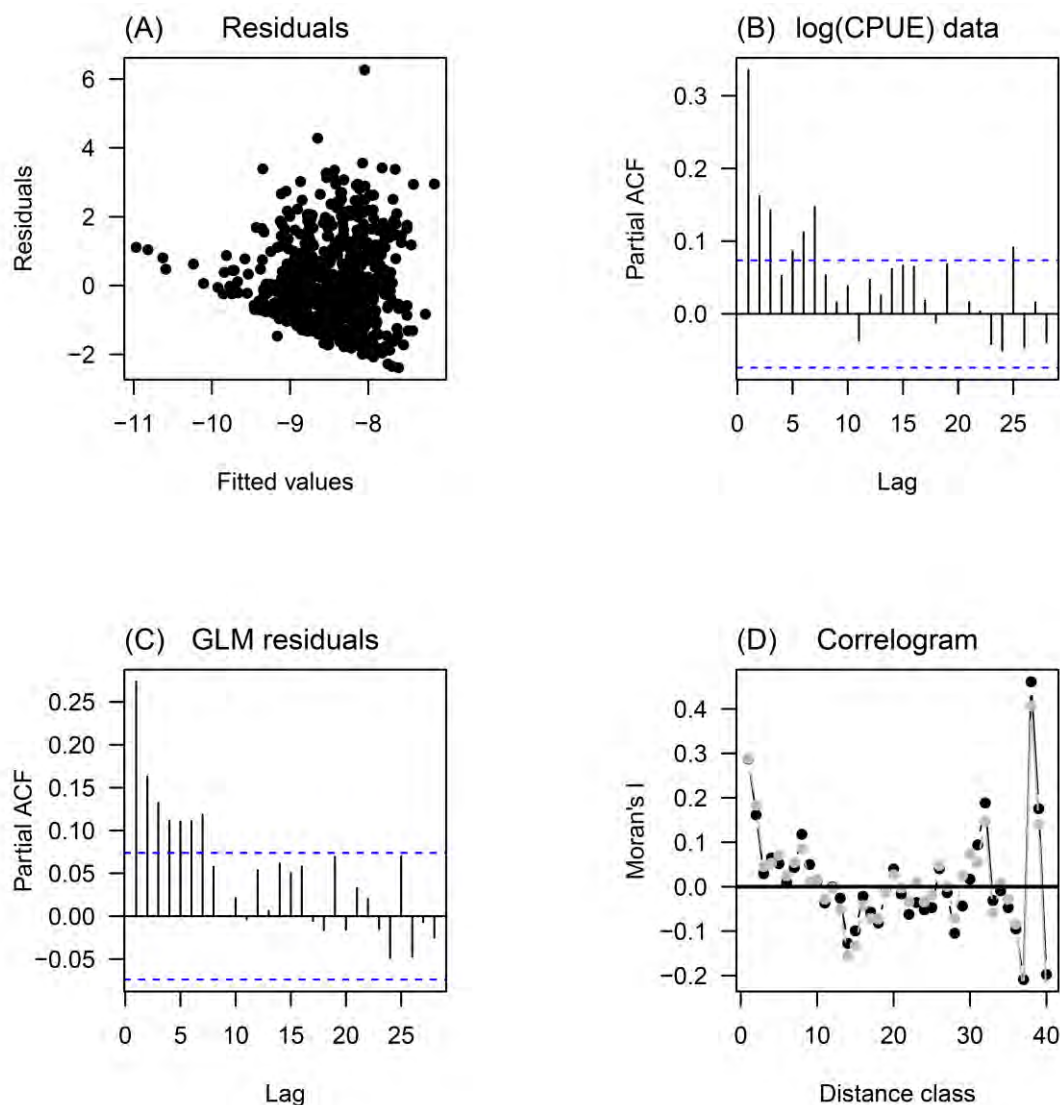 (A) Residuals
6
4
2
0
−2
Residuals
−11 −10 −9 −8
Fitted values
(B) log(CPUE) data
0.3
0.2
0.1
0.0
Partial ACF
0 5 10 15 20 25
Lag
(C) GLM residuals
0.25
0.20
0.15
0.10
0.05
0.00
−0.05
Partial ACF
0 5 10 15 20 25
Lag
(D) Correlogram
0.4
0.3
0.2
0.1
0.0
−0.1
−0.2
Moran's I
0 10 20 30 40
Distance class